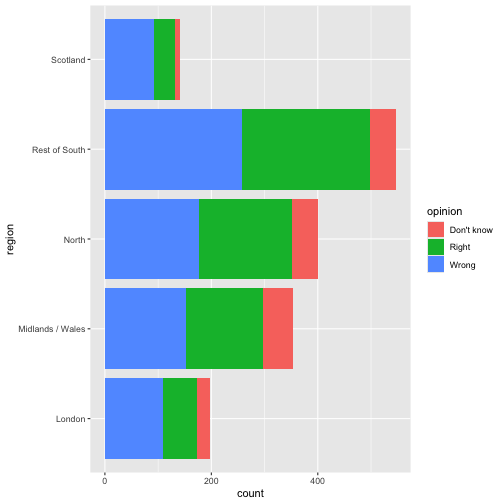 Scotland
Rest of South
North
Midlands / Wales
London
region
0
200
400
count
opinion
Don't know
Right
Wrong